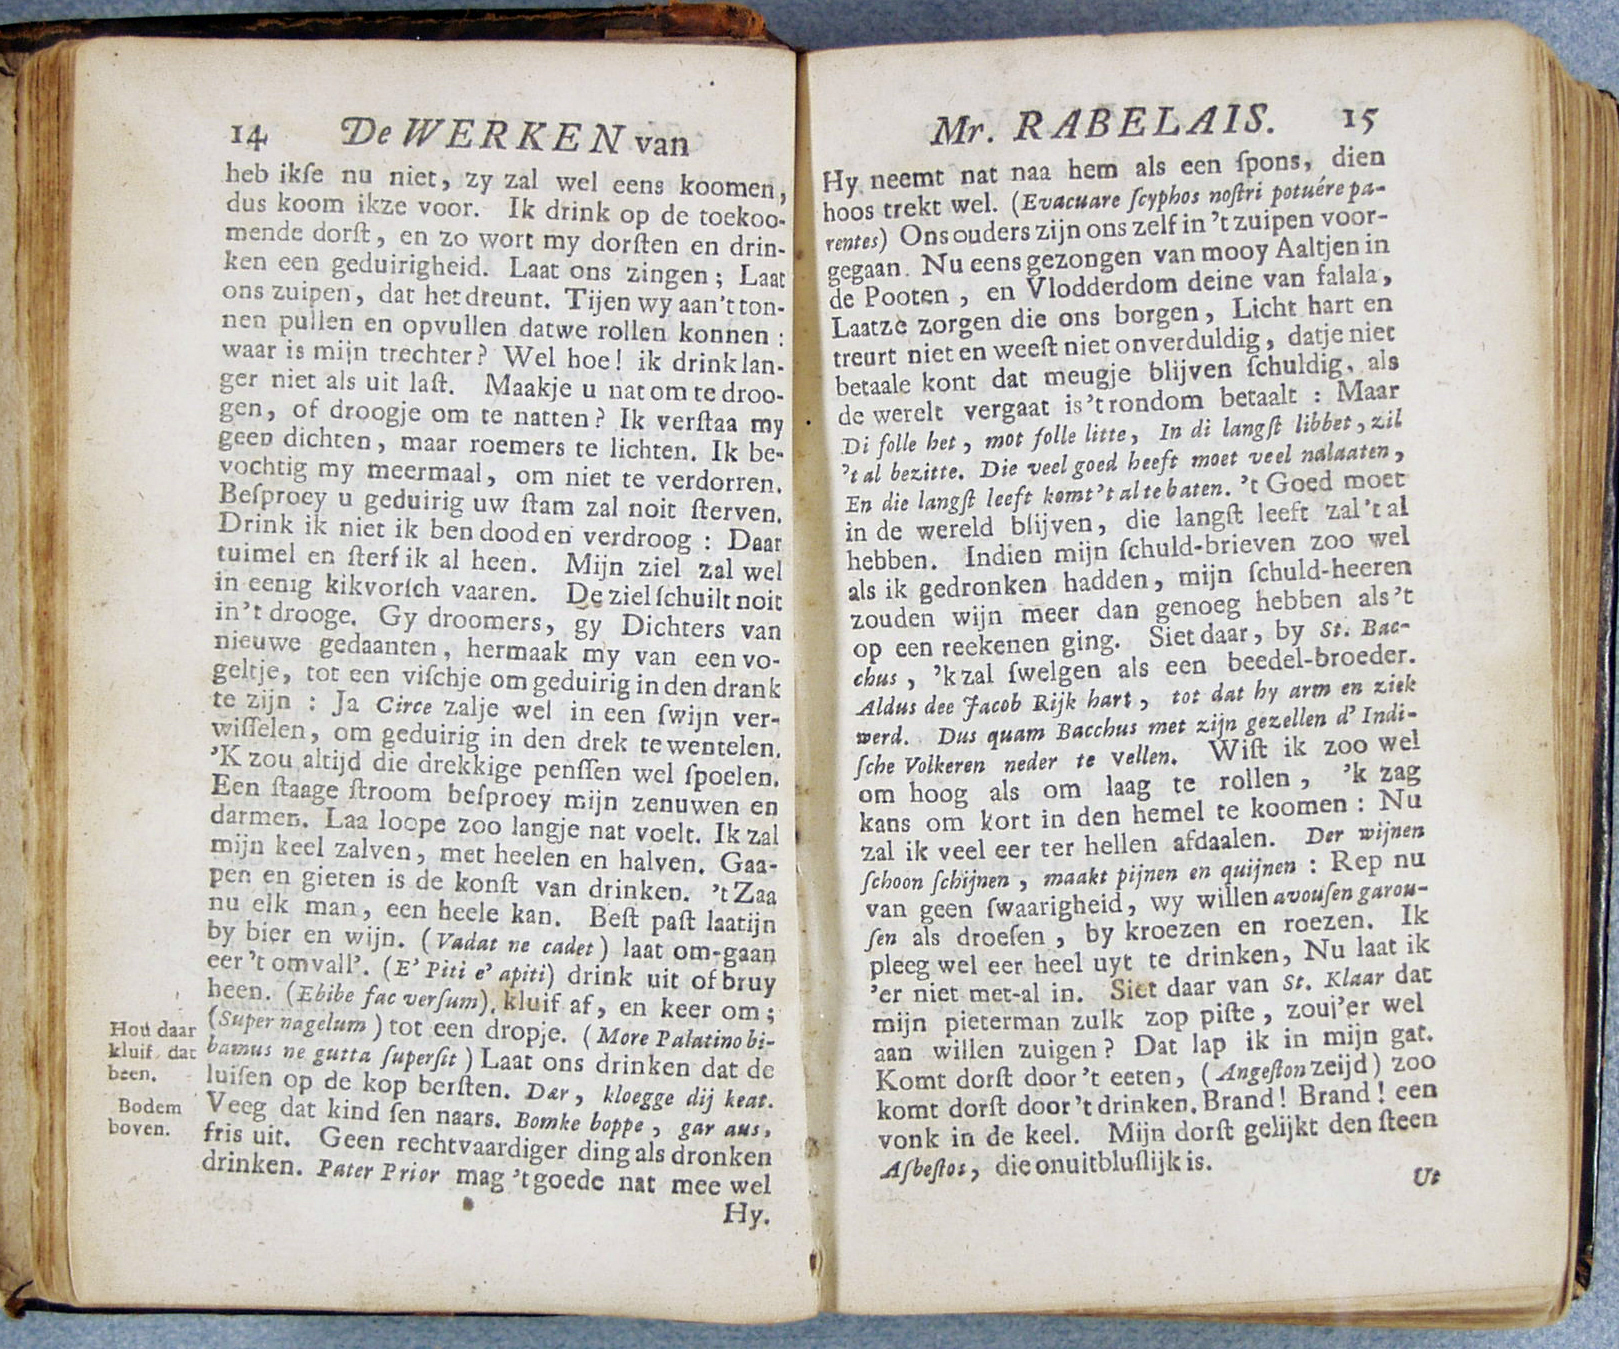 14 De WERKEN van
heb ikſe nu niet, zy zal wel eens koomen,
dus koom ikze voor. Ik drink op de toekoo-
mende dorſt, en zo wort my dorſten en drin-
ken een geduirigheid. Laat ons zingen; Laat
ons zuipen, dat het dreunt. Tijen wy aan't ton-
nen pullen en opvullen datwe rollen konnen :
waar is mijn trechter? Wel hoe! ik drink lan-
ger niet als uit laſt. Maakje u nat om te droo-
gen, of droogje om te natten? Ik verſtaa my
geen dichten, maar roemers te lichten. Ik be-
vochtig my meermaal, om niet te verdorren.
Beſproey u geduirig uw ſtam zal noit ſterven.
Drink ik niet ik ben dood en verdroog : Daar
tuimel en ſterf ik al heen. Mijn ziel zal wel
in eenig kikvorſch vaaren. De ziel ſchuilt noit
in't drooge. Gy droomers, gy Dichters van
nieuwe gedaanten, hermaak my van een vo-
geltje, tot een viſchje om geduirig in den drank
te zijn : Ja Circe zalje wel in een ſwijn ver-
wiſſelen, om geduirig in den drek te wentelen.
'K zou altijd die drekkige penſſen wel ſpoelen.
Een ſtaage ſtroom beſproey mijn zenuwen en
darmen. Laa loope zoo langje nat voelt. Ik zal
mijn keel zalven, met heelen en halven. Gaa-
pen en gieten is de konſt van drinken. 't Zaa
nu elk man, een heele kan. Beſt paſt laatijn
by bier en wijn. (Vadat ne cadet) laat om-gaan
eer 't omvall'. (E' Piti e' apiti) drink uit of bruy
heen. (Ebibe fac verſum), kluif af, en keer om;
(Super nagelum) tot een dropje. (More Palatino bi-
bamus ne gutta ſuperſit) Laat ons drinken dat de
luiſen op de kop berſten. Dær, kloegge dij keat.
Veeg dat kind ſen naars. Bomke boppe, gar aus,
fris uit. Geen rechtvaardiger ding als dronken
drinken. Pater Prior mag 't goede nat mee wel
Hy.
Hou daar
kluif dat
been.
Bodem
boven.
Mr. RABELAIS. 15
Hy neemt nat naa hem als een ſpons, dien
hoos trekt wel. (Evacuare ſcyphos noſtri potuére pa-
rentes) Ons ouders zijn ons zelf in 't zuipen voor-
gegaan. Nu eens gezongen van mooy Aaltjen in
de Pooten, en Vlodderdom deine van falala,
Laatze zorgen die ons borgen, Licht hart en
treurt niet en weeſt niet onverduldig, datje niet
betaale kont dat meugje blijven ſchuldig, als
de werelt vergaat is 't rondom betaalt : Maar
Di folle het, mot folle litte, In di langſt libbet, zil
't al bezitte. Die veel goed heeft moet veel nalaaten,
En die langſt leeft komt 't al te baten. 't Goed moet
in de wereld blijven, die langſt leeft zal 't al
hebben. Indien mijn ſchuld-brieven zoo wel
als ik gedronken hadden, mijn ſchuld-heeren
zouden wijn meer dan genoeg hebben als 't
op een reekenen ging. Siet daar, by St. Bac-
chus, 'k zal ſwelgen als een beedel-broeder.
Aldus dee Jacob Rijk hart, tot dat hy arm en ziek
werd. Dus quam Bacchus met zijn gezellen d' Indi-
ſche Volkeren neder te vellen. Wiſt ik zoo wel
om hoog als om laag te rollen, 'k zag
kans om kort in den hemel te koomen : Nu
zal ik veel eer ter hellen afdaalen. Der wijnen
ſchoon ſchijnen, maakt pijnen en quijnen : Rep nu
van geen ſwaarigheid, wy willen avouſen garou-
ſen als droeſen, by kroezen en roezen. Ik
pleeg wel eer heel uyt te drinken, Nu laat ik
'er niet met-al in. Siet daar van St. Klaar dat
mijn pieterman zulk zop piſte, zouj'er wel
aan willen zuigen? Dat lap ik in mijn gat.
Komt dorſt door 't eeten, (Angeſton zeijd) zoo
komt dorſt door 't drinken. Brand! Brand! een
vonk in de keel. Mijn dorſt gelijkt den ſteen
Aſbeſtos, die onuitbluſlijk is.
Ut